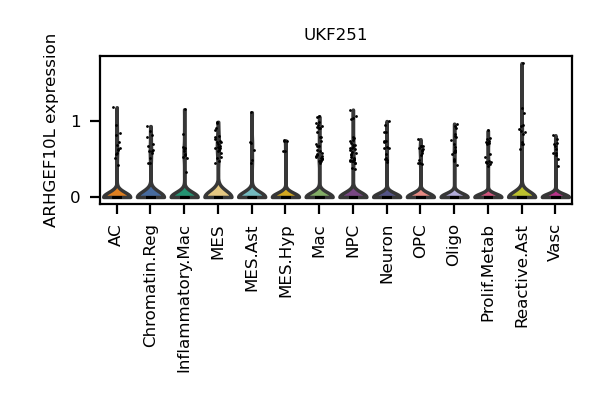 UKF251
ARHGEF10L expression
1
0
AC
Chromatin.Reg
Inflammatory.Mac
MES
MES.Ast
MES.Hyp
Mac
NPC
Neuron
OPC
Oligo
Prolif.Metab
Reactive.Ast
Vasc